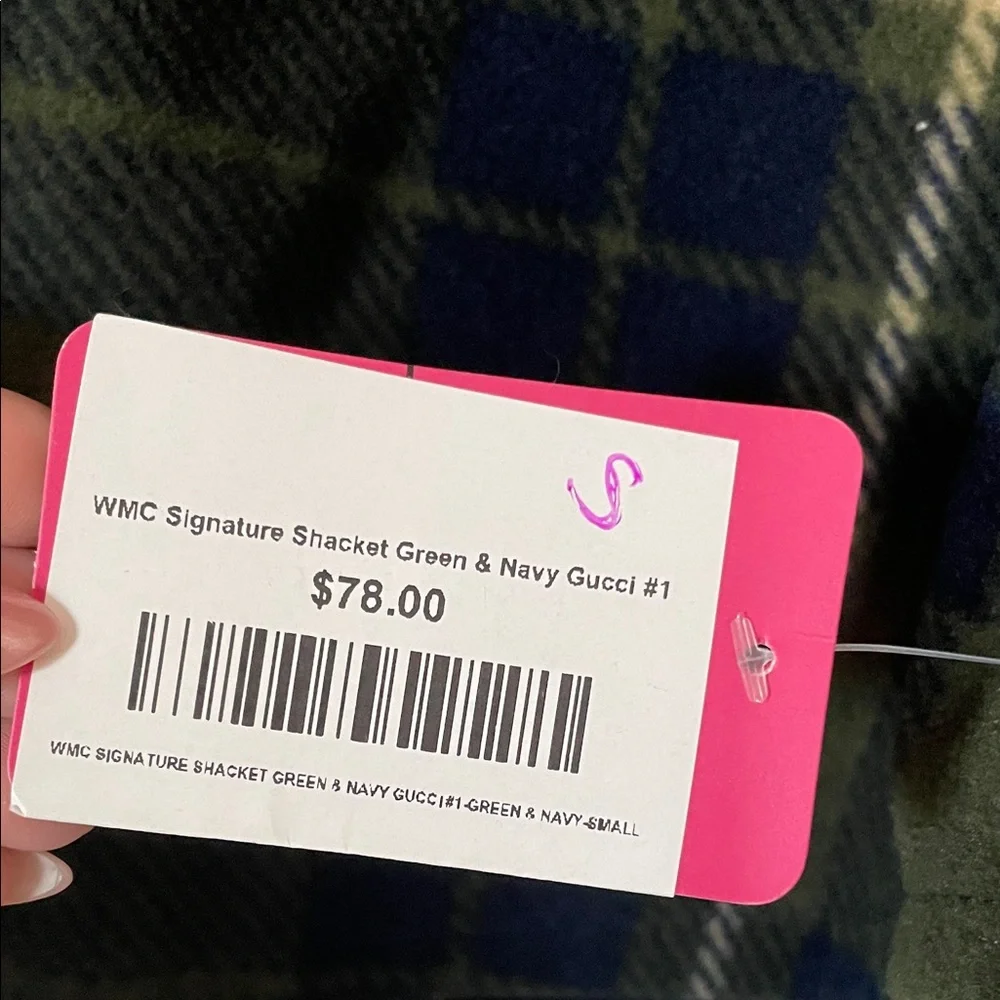 S
WMC Signature Shacket Green & Navy Gucci #1
$78.00
WMC SIGNATURE SHACKET GREEN & NAVY GUCCI#1-GREEN & NAVY-SMALL